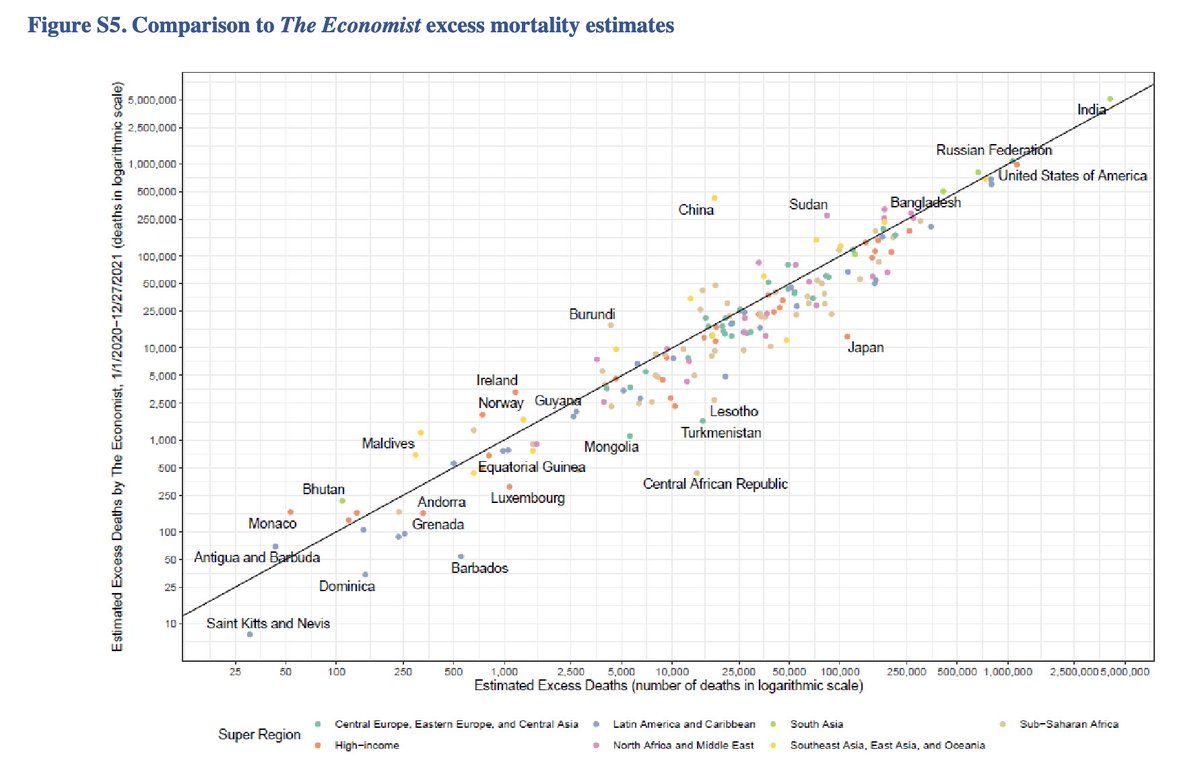 Figure S5. Comparison to The Economist excess mortality estimates
Estimated Excess Deaths by The Economist, 1/1/2020−12/27/2021 (deaths in logarithmic scale)
5,000,000
2,500,000
1,000,000
500,000
250,000
100,000
50,000
25,000
10,000
5,000
2,500
1,000
500
250
100
50
25
10
India
Russian Federation
United States of America
China
Sudan
Bangladesh
Burundi
Japan
Ireland
Norway
Guyana
Lesotho
Turkmenistan
Maldives
Mongolia
Equatorial Guinea
Central African Republic
Bhutan
Andorra
Luxembourg
Monaco
Grenada
Antigua and Barbuda
Barbados
Dominica
Saint Kitts and Nevis
25 50 100 250 500 1,000 2,500 5,000 10,000 25,000 50,000 100,000 250,000 500,000 1,000,000 2,500,000 5,000,000
Estimated Excess Deaths (number of deaths in logarithmic scale)
Super Region
Central Europe, Eastern Europe, and Central Asia Latin America and Caribbean South Asia Sub−Saharan Africa
High−income North Africa and Middle East Southeast Asia, East Asia, and Oceania